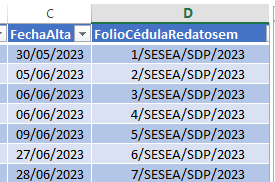 C D
FechaAlta FolioCédulaRedatosem
30/05/2023 1/SESEA/SDP/2023
05/06/2023 2/SESEA/SDP/2023
06/06/2023 3/SESEA/SDP/2023
06/06/2023 4/SESEA/SDP/2023
09/06/2023 5/SESEA/SDP/2023
27/06/2023 6/SESEA/SDP/2023
28/06/2023 7/SESEA/SDP/2023